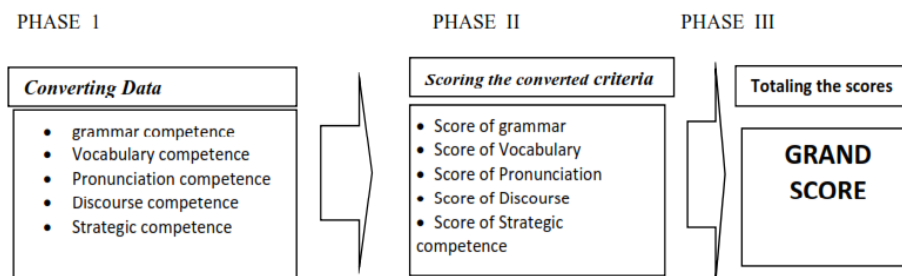 PHASE 1
PHASE II
PHASE III
Converting Data
• grammar competence
• Vocabulary competence
• Pronunciation competence
• Discourse competence
• Strategic competence
Scoring the converted criteria
• Score of grammar
• Score of Vocabulary
• Score of Pronunciation
• Score of Discourse
• Score of Strategic
competence
Totaling the scores
GRAND
SCORE